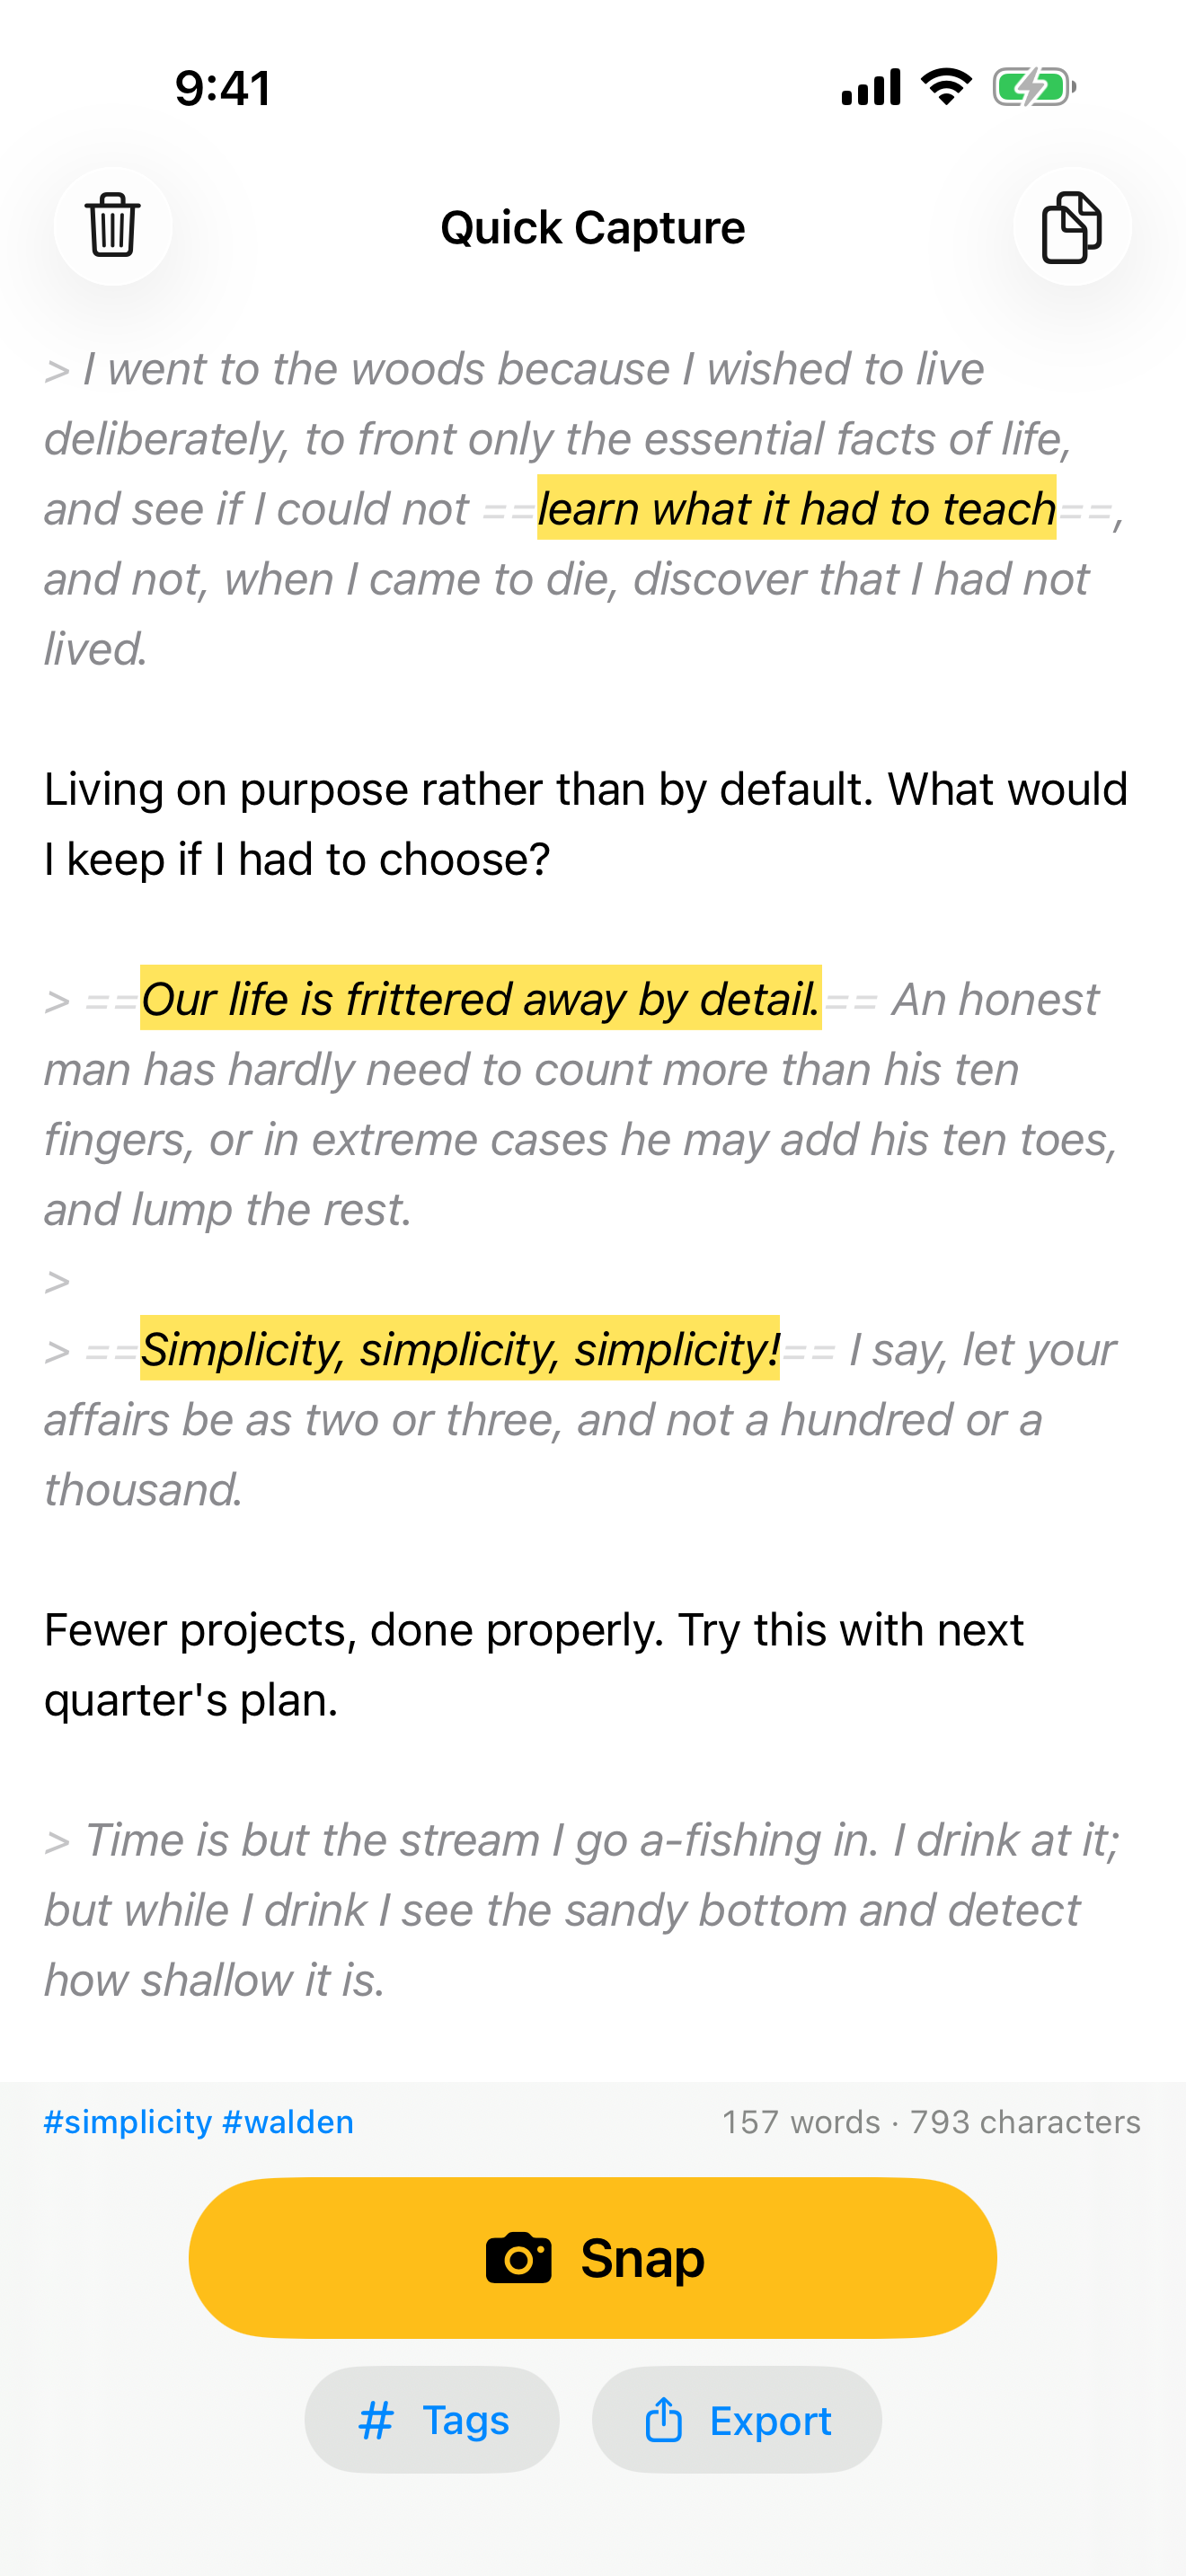 9:41
Quick Capture
> I went to the woods because I wished to live
deliberately, to front only the essential facts of life,
and see if I could not ==learn what it had to teach==,
and not, when I came to die, discover that I had not
lived.
Living on purpose rather than by default. What would
I keep if I had to choose?
> ==Our life is frittered away by detail.== An honest
man has hardly need to count more than his ten
fingers, or in extreme cases he may add his ten toes,
and lump the rest.
>
> ==Simplicity, simplicity, simplicity!== I say, let your
affairs be as two or three, and not a hundred or a
thousand.
Fewer projects, done properly. Try this with next
quarter's plan.
> Time is but the stream I go a-fishing in. I drink at it;
but while I drink I see the sandy bottom and detect
how shallow it is.
#simplicity #walden
157 words · 793 characters
Snap
# Tags
Export